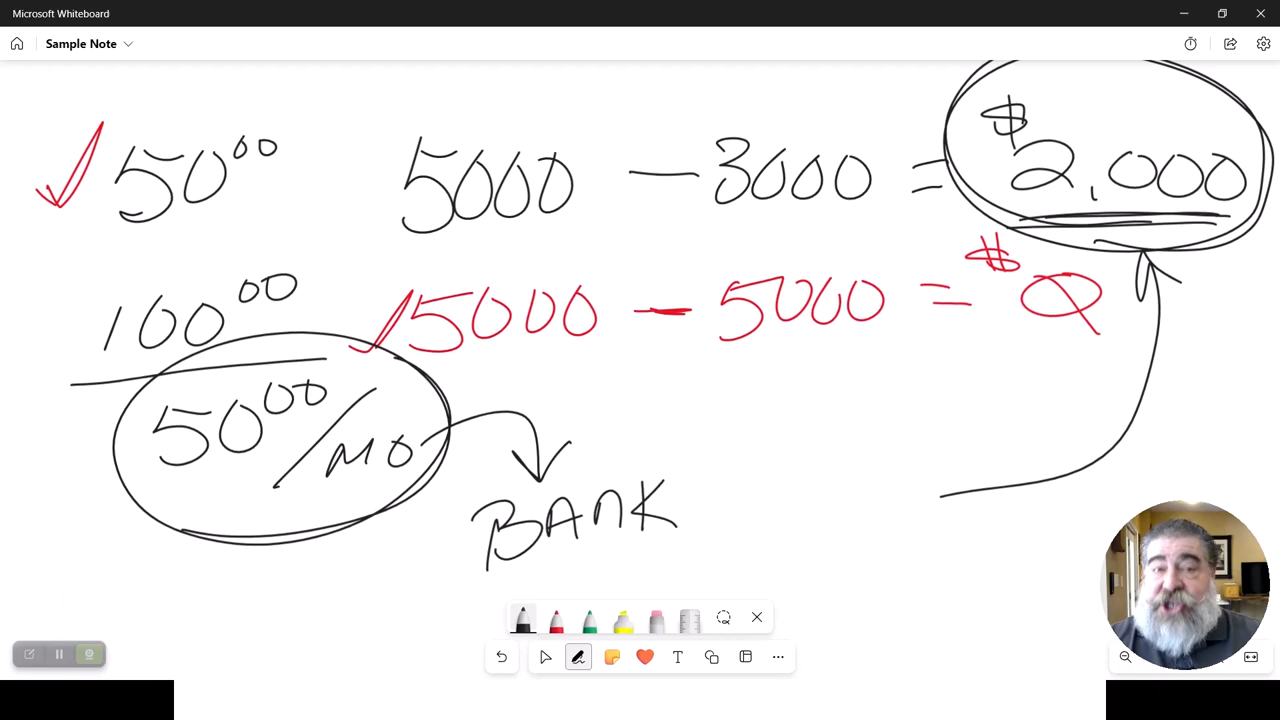 Microsoft Whiteboard
Sample Note
50⁰⁰ 5000 — 3000 = $2,000
100⁰⁰ 5000 — 5000 = $0
50⁰⁰/MO
BANK
T